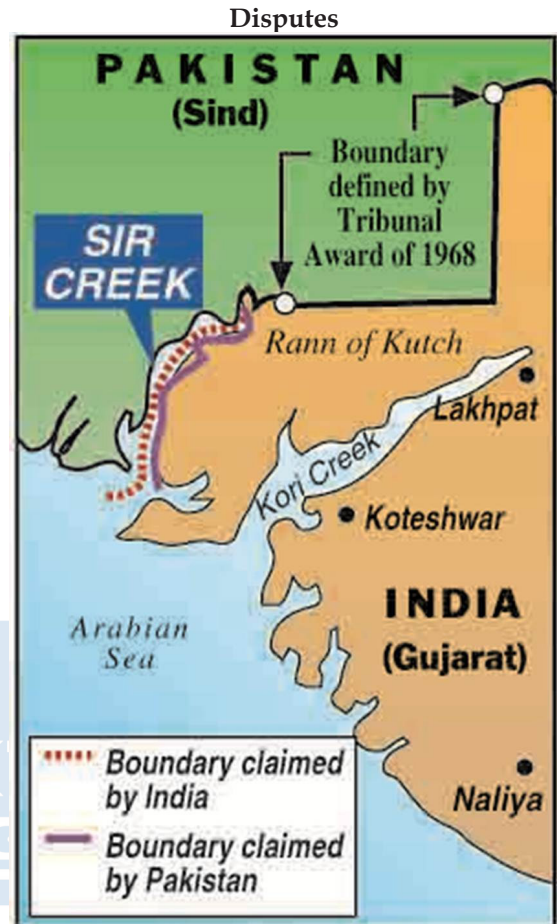 Disputes
PAKISTAN
(Sind)
Boundary
defined by
Tribunal
Award of 1968
SIR
CREEK
Rann of Kutch
Lakhpat
Kori Creek
Koteshwar
INDIA
(Gujarat)
Arabian
Sea
Boundary claimed
by India
Boundary claimed
by Pakistan
Naliya